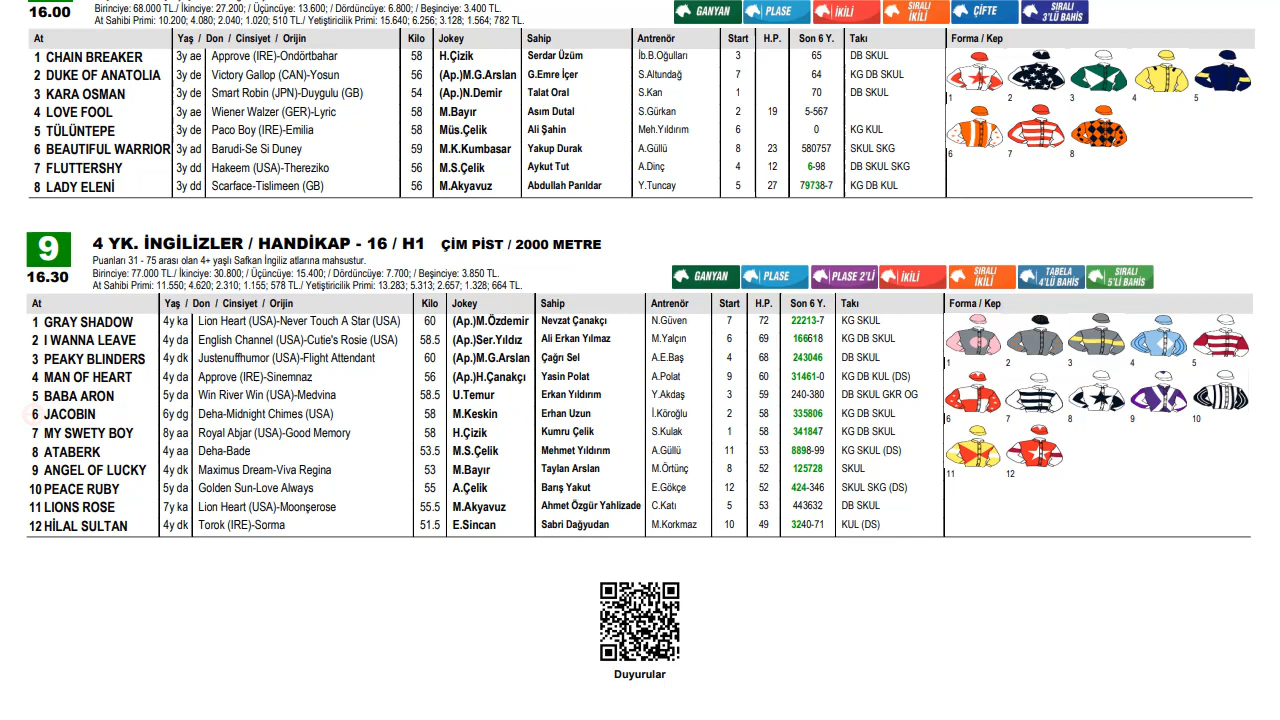 16.00
Birinciye: 68.000 TL./ İkinciye: 27.200; / Üçüncüye: 13.600; / Dördüncüye: 6.800; / Beşinciye: 3.400 TL.
At Sahibi Primi: 10.200; 4.080; 2.040; 1.020; 510 TL./ Yetiştiricilik Primi: 15.640; 6.256; 3.128; 1.564; 782 TL.
GANYAN PLASE İKİLİ SIRALI İKİLİ ÇİFTE SIRALI 3'LÜ BAHİS
At Yaş / Don / Cinsiyet / Orijin Kilo Jokey Sahip Antrenör Start H.P. Son 6 Y. Takı Forma / Kep
1 CHAIN BREAKER 3y ae Approve (IRE)-Ondörtbahar 58 H.Çizik Serdar Üzüm İb.B.Oğulları 3 65 DB SKUL
2 DUKE OF ANATOLIA 3y de Victory Gallop (CAN)-Yosun 56 (Ap.)M.G.Arslan G.Emre İçer S.Altundağ 7 64 KG DB SKUL
3 KARA OSMAN 3y de Smart Robin (JPN)-Duygulu (GB) 54 (Ap.)N.Demir Talat Oral S.Kan 1 70 DB SKUL
4 LOVE FOOL 3y ae Wiener Walzer (GER)-Lyric 58 M.Bayır Asım Dutal S.Gürkan 2 19 5-567
5 TÜLÜNTEPE 3y de Paco Boy (IRE)-Emilia 58 Müs.Çelik Ali Şahin Meh.Yıldırım 6 0 KG KUL
6 BEAUTIFUL WARRIOR 3y ad Barudi-Se Si Duney 59 M.K.Kumbasar Yakup Durak A.Güllü 8 23 580757 SKUL SKG
7 FLUTTERSHY 3y dd Hakeem (USA)-Thereziko 56 M.S.Çelik Aykut Tut A.Dinç 4 12 6-98 DB SKUL SKG
8 LADY ELENİ 3y dd Scarface-Tislimeen (GB) 56 M.Akyavuz Abdullah Parıldar Y.Tuncay 5 27 79738-7 KG DB KUL
1 2 3 4 5
6 7 8
9
16.30
4 YK. İNGİLİZLER / HANDİKAP - 16 / H1 ÇİM PİST / 2000 METRE
Puanları 31 - 75 arası olan 4+ yaşlı Safkan İngiliz atlarına mahsustur.
Birinciye: 77.000 TL./ İkinciye: 30.800; / Üçüncüye: 15.400; / Dördüncüye: 7.700; / Beşinciye: 3.850 TL.
At Sahibi Primi: 11.550; 4.620; 2.310; 1.155; 578 TL./ Yetiştiricilik Primi: 13.283; 5.313; 2.657; 1.328; 664 TL.
GANYAN PLASE PLASE 2'Lİ İKİLİ SIRALI İKİLİ TABELA 4'LÜ BAHİS SIRALI 5'Lİ BAHİS
At Yaş / Don / Cinsiyet / Orijin Kilo Jokey Sahip Antrenör Start H.P. Son 6 Y. Takı Forma / Kep
1 GRAY SHADOW 4y ka Lion Heart (USA)-Never Touch A Star (USA) 60 (Ap.)M.Özdemir Nevzat Çanakçı N.Güven 7 72 22213-7 KG SKUL
2 I WANNA LEAVE 4y da English Channel (USA)-Cutie's Rosie (USA) 58.5 (Ap.)Ser.Yıldız Ali Erkan Yılmaz M.Yalçın 6 69 166618 KG DB SKUL
3 PEAKY BLINDERS 4y dk Justenuffhumor (USA)-Flight Attendant 60 (Ap.)M.G.Arslan Çağrı Sel A.E.Baş 4 68 243046 DB SKUL
4 MAN OF HEART 4y da Approve (IRE)-Sinemnaz 56 (Ap.)H.Çanakçı Yasin Polat A.Polat 9 60 31461-0 KG DB KUL (DS)
5 BABA ARON 5y da Win River Win (USA)-Medvina 58.5 U.Temur Erkan Yıldırım Y.Akdaş 3 59 240-380 DB SKUL GKR OG
6 JACOBIN 6y dg Deha-Midnight Chimes (USA) 58 M.Keskin Erhan Uzun İ.Köroğlu 2 58 335806 KG DB SKUL
7 MY SWETY BOY 8y aa Royal Abjar (USA)-Good Memory 58 H.Çizik Kumru Çelik S.Kulak 1 58 341847 KG DB SKUL
8 ATABERK 4y aa Deha-Bade 53.5 M.S.Çelik Mehmet Yıldırım A.Güllü 11 53 8898-99 KG SKUL (DS)
9 ANGEL OF LUCKY 4y dk Maximus Dream-Viva Regina 53 M.Bayır Taylan Arslan M.Örtünç 8 52 125728 SKUL
10 PEACE RUBY 5y da Golden Sun-Love Always 55 A.Çelik Barış Yakut E.Gökçe 12 52 424-346 SKUL SKG (DS)
11 LIONS ROSE 7y ka Lion Heart (USA)-Moonşerose 55.5 M.Akyavuz Ahmet Özgür Yahlizade C.Katı 5 53 443632 DB SKUL
12 HİLAL SULTAN 4y dk Torok (IRE)-Sorma 51.5 E.Sincan Sabri Dağyudan M.Korkmaz 10 49 3240-71 KUL (DS)
1 2 3 4 5
6 7 8 9 10
11 12
Duyurular